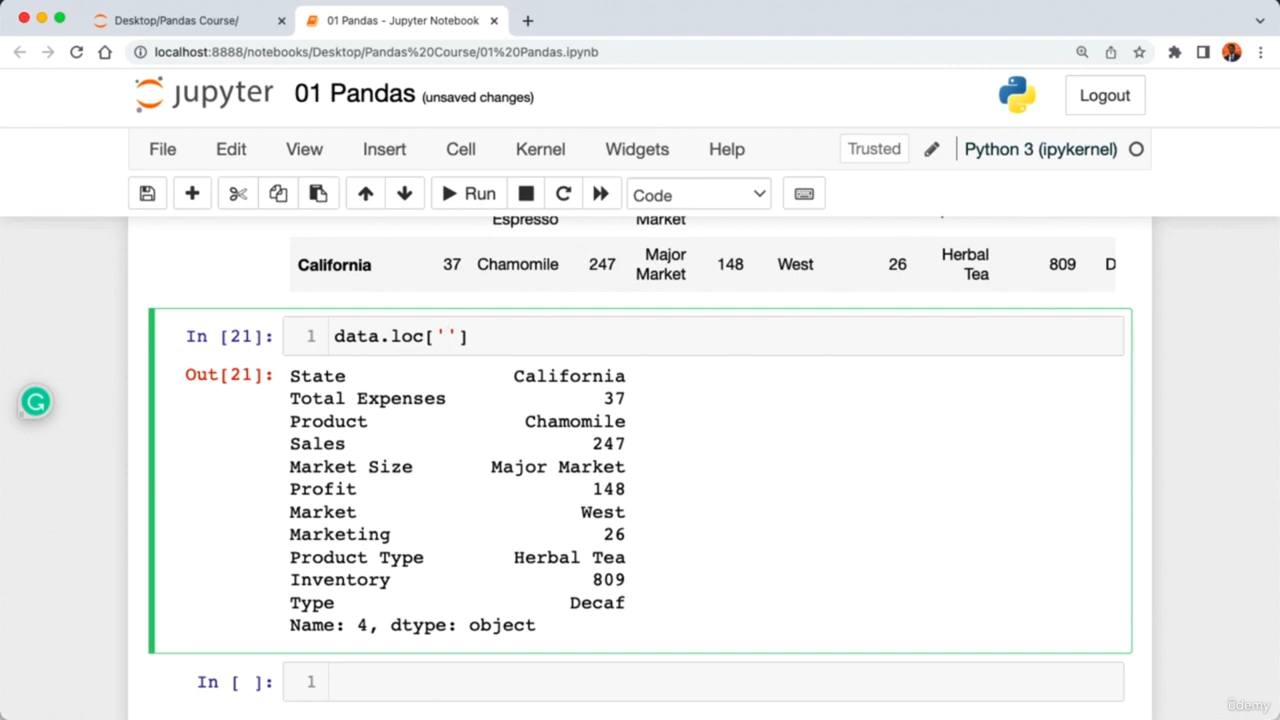 Desktop/Pandas Course/
01 Pandas - Jupyter Notebook
localhost:8888/notebooks/Desktop/Pandas%20Course/01%20Pandas.ipynb
jupyter 01 Pandas (unsaved changes)
Logout
File Edit View Insert Cell Kernel Widgets Help Trusted Python 3 (ipykernel)
Run Code
Espresso Market
California 37 Chamomile 247 Major Market 148 West 26 Herbal Tea 809 D
In [21]: 1 data.loc['']
Out[21]: State California
Total Expenses 37
Product Chamomile
Sales 247
Market Size Major Market
Profit 148
Market West
Marketing 26
Product Type Herbal Tea
Inventory 809
Type Decaf
Name: 4, dtype: object
In [ ]: 1
ûdemy